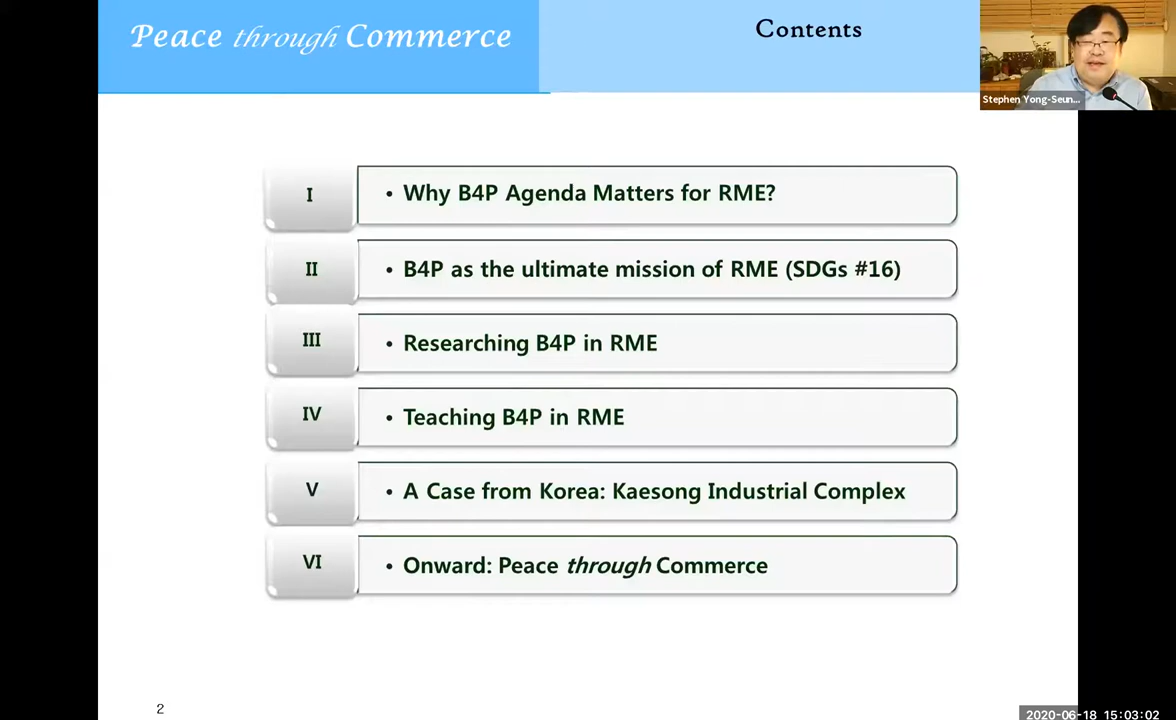 Peace through Commerce
Contents
Stephen Yong-Seun...
I
• Why B4P Agenda Matters for RME?
II
• B4P as the ultimate mission of RME (SDGs #16)
III
• Researching B4P in RME
IV
• Teaching B4P in RME
V
• A Case from Korea: Kaesong Industrial Complex
VI
• Onward: Peace through Commerce
2
2020-06-18 15:03:02